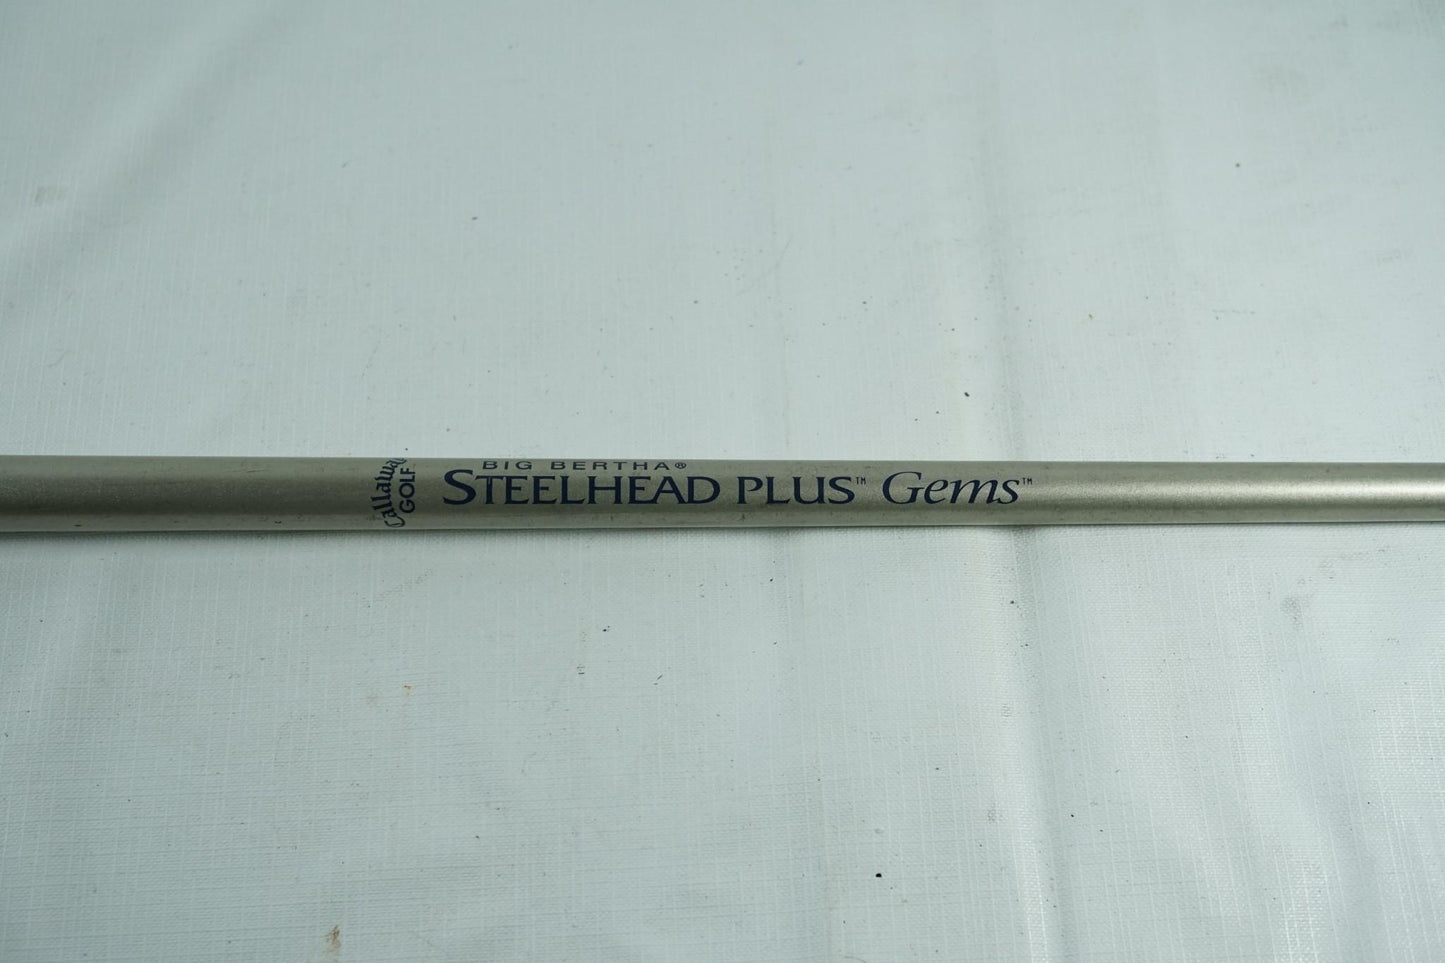 Callaway
GOLF
BIG BERTHA®
STEELHEAD PLUS™ Gems™